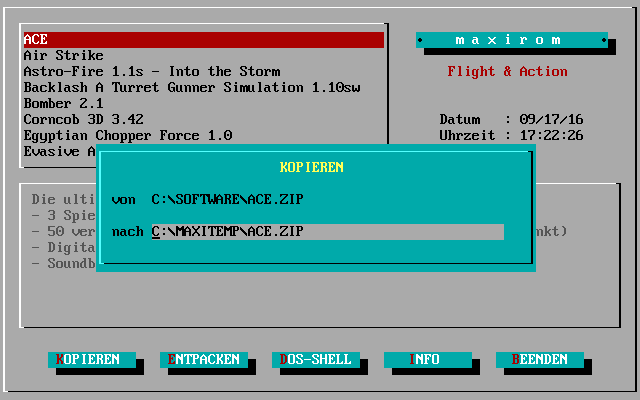 ACE
Air Strike
Astro-Fire 1.1s - Into the Storm
Backlash A Turret Gunner Simulation 1.10sw
Bomber 2.1
Corncob 3D 3.42
Egyptian Chopper Force 1.0
Evasive A
m a x i r o m
Flight & Action
Datum : 09/17/16
Uhrzeit : 17:22:26
KOPIEREN
von C:\SOFTWARE\ACE.ZIP
nach C:\MAXITEMP\ACE.ZIP
Die ulti
- 3 Spie
- 50 ver nkt)
- Digita
- Soundb
KOPIEREN ENTPACKEN DOS-SHELL INFO BEENDEN